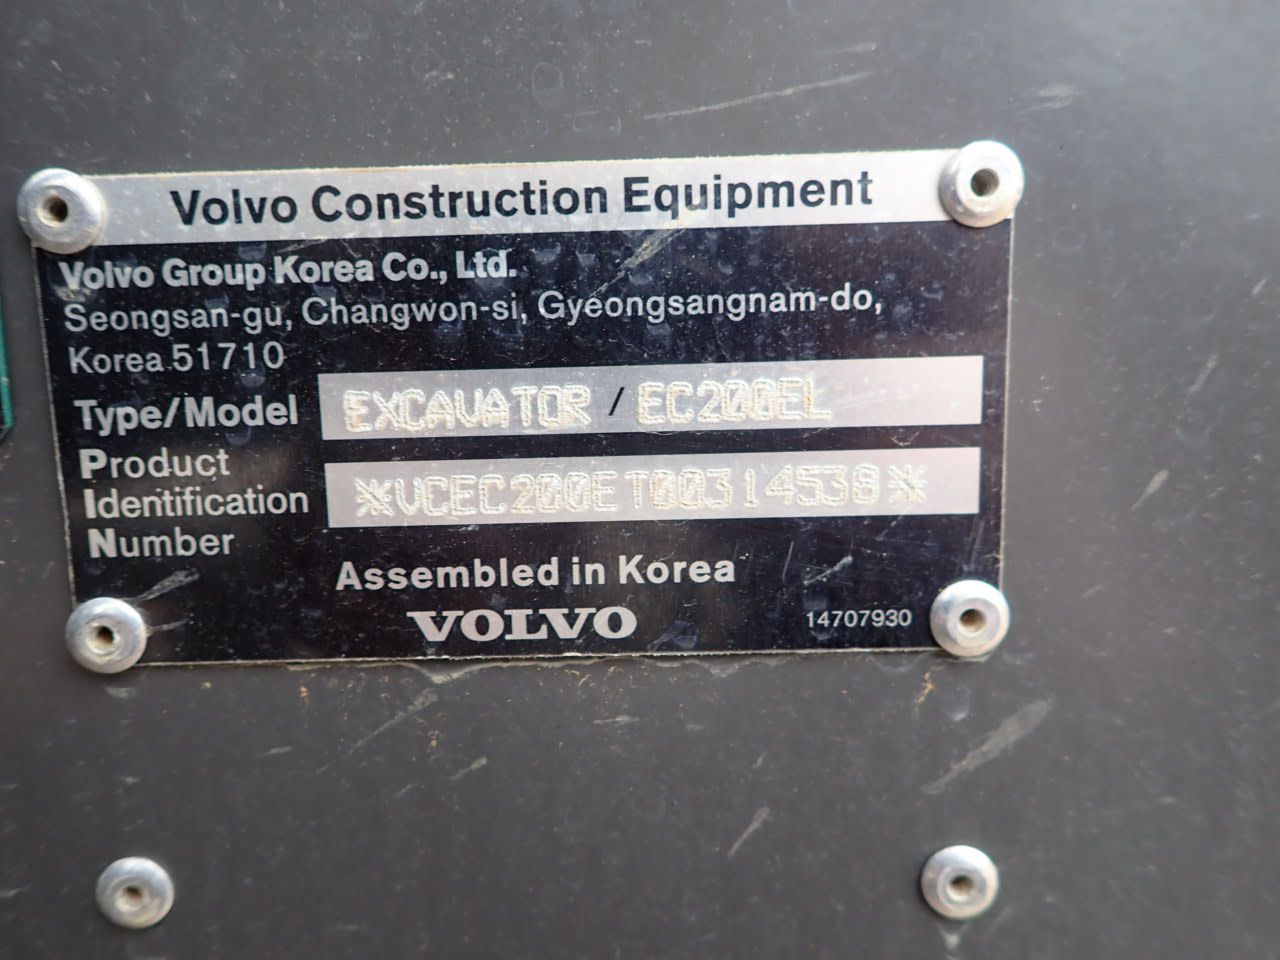 Volvo Construction Equipment
Volvo Group Korea Co., Ltd.
Seongsan-gu, Changwon-si, Gyeongsangnam-do,
Korea 51710
Type/Model EXCAVATOR / EC200EL
Product
Identification *VCEC200ET00314538*
Number
Assembled in Korea
VOLVO 14707930